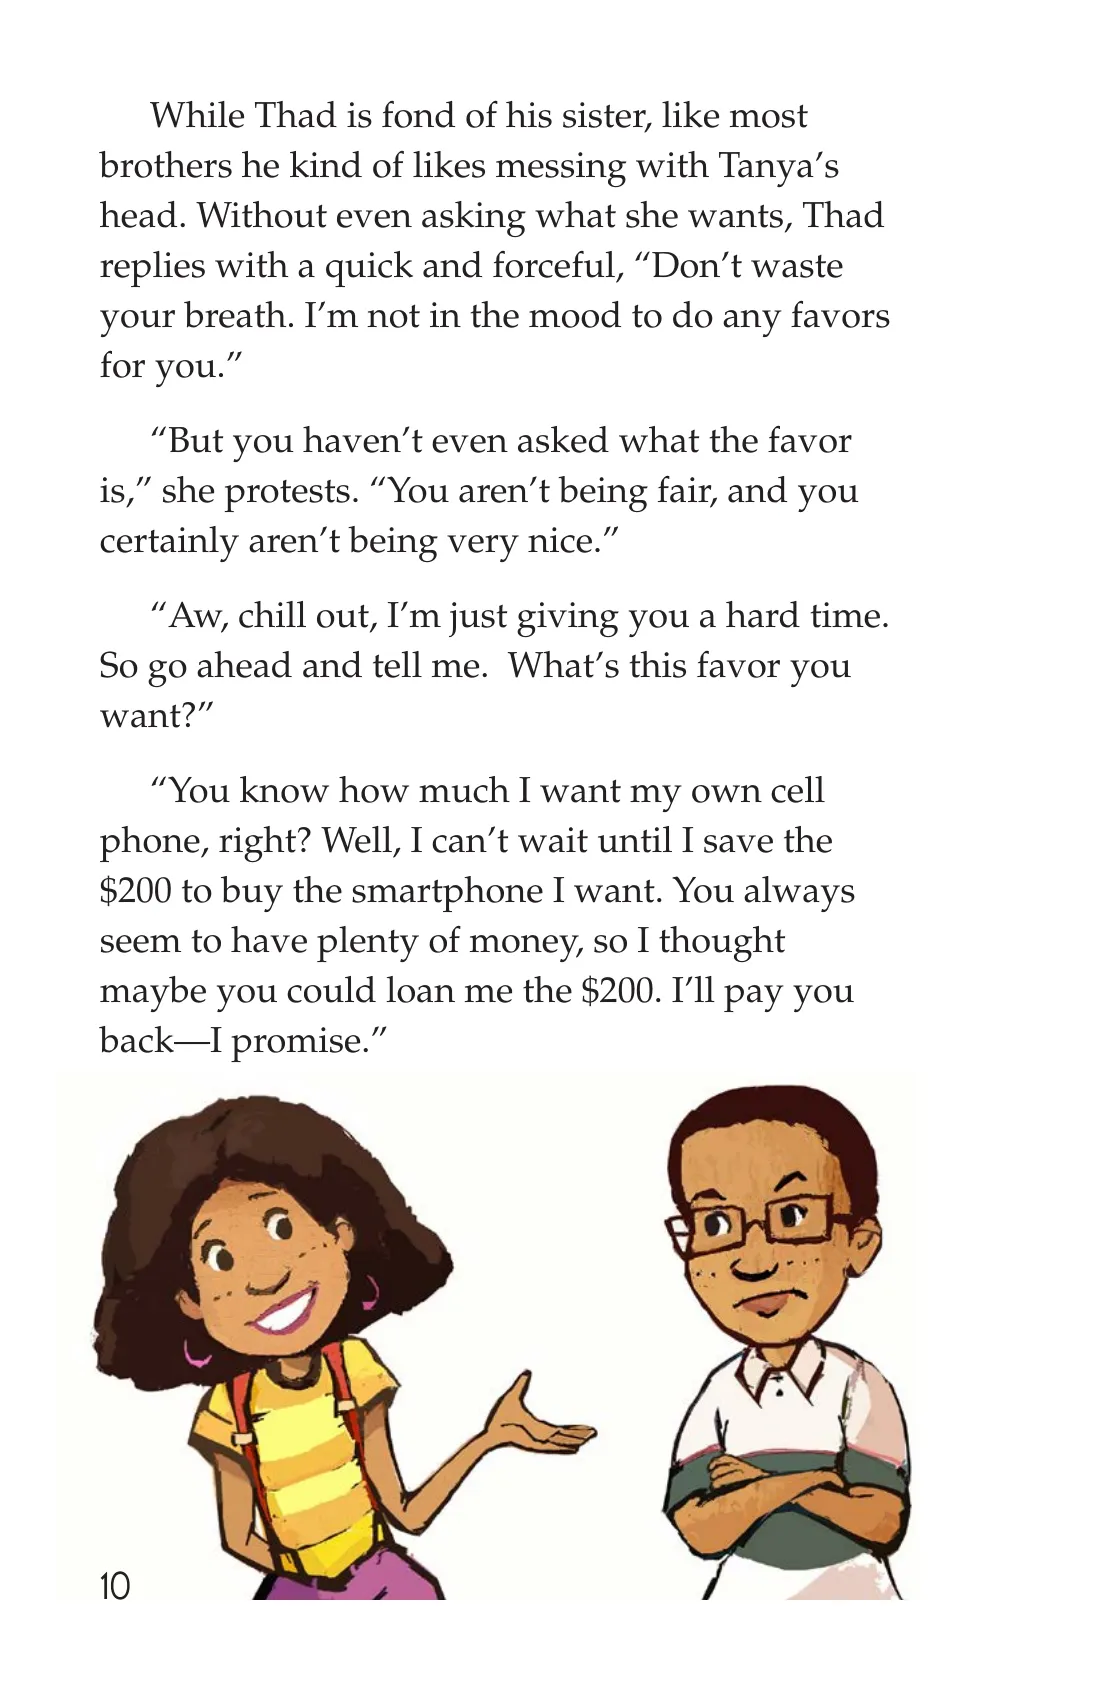 While Thad is fond of his sister, like most
brothers he kind of likes messing with Tanya’s
head. Without even asking what she wants, Thad
replies with a quick and forceful, “Don’t waste
your breath. I’m not in the mood to do any favors
for you.”
“But you haven’t even asked what the favor
is,” she protests. “You aren’t being fair, and you
certainly aren’t being very nice.”
“Aw, chill out, I’m just giving you a hard time.
So go ahead and tell me.  What’s this favor you
want?”
“You know how much I want my own cell
phone, right? Well, I can’t wait until I save the
$200 to buy the smartphone I want. You always
seem to have plenty of money, so I thought
maybe you could loan me the $200. I’ll pay you
back—I promise.”
10